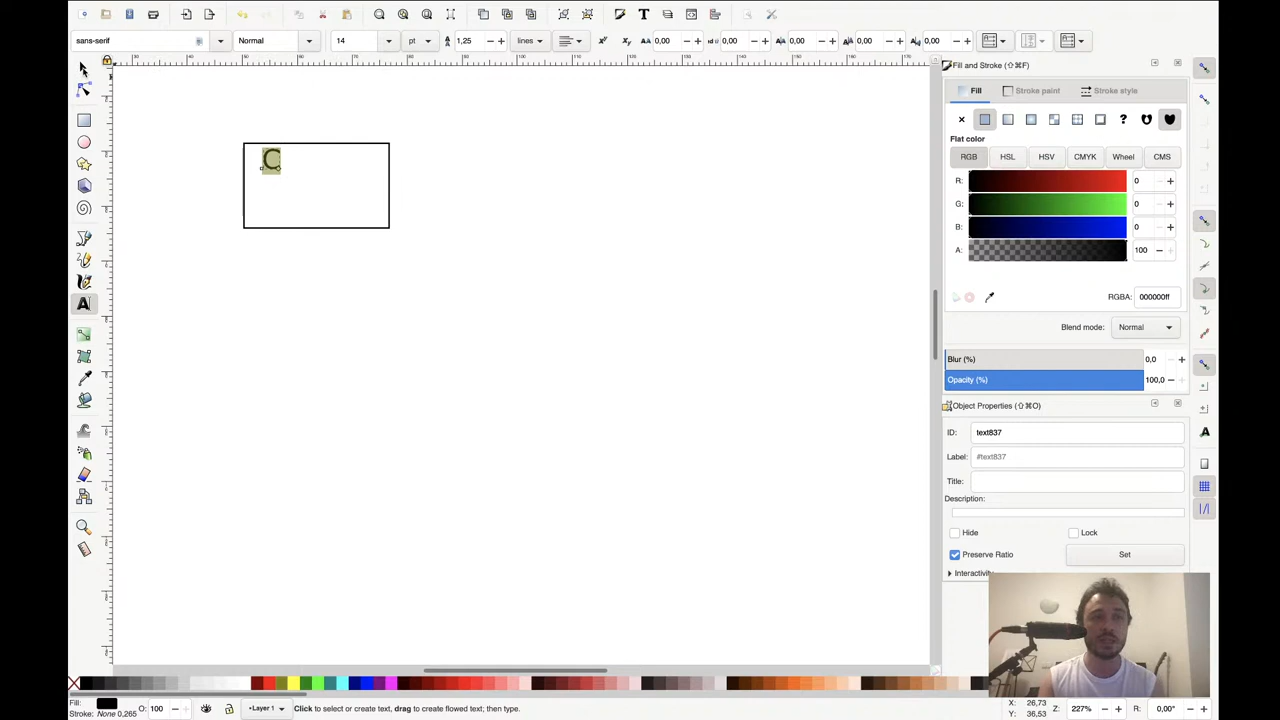 sans-serif Normal 14 pt 1,25 lines 0,00 0,00 0,00 0,00 0,00
Fill and Stroke (⇧⌘F)
Fill Stroke paint Stroke style
?
Flat color
RGB HSL HSV CMYK Wheel CMS
R: 0
G: 0
B: 0
A: 100
RGBA: 000000ff
Blend mode: Normal
Blur (%) 0,0
Opacity (%) 100,0
Object Properties (⇧⌘O)
ID: text837
Label: #text837
Title:
Description:
Hide Lock
Preserve Ratio Set
Interactivity
C
Fill:
Stroke: None 0,265
O: 100
•Layer 1
Click to select or create text, drag to create flowed text; then type.
X: 26,73
Y: 36,53
Z: 227%
R: 0,00°